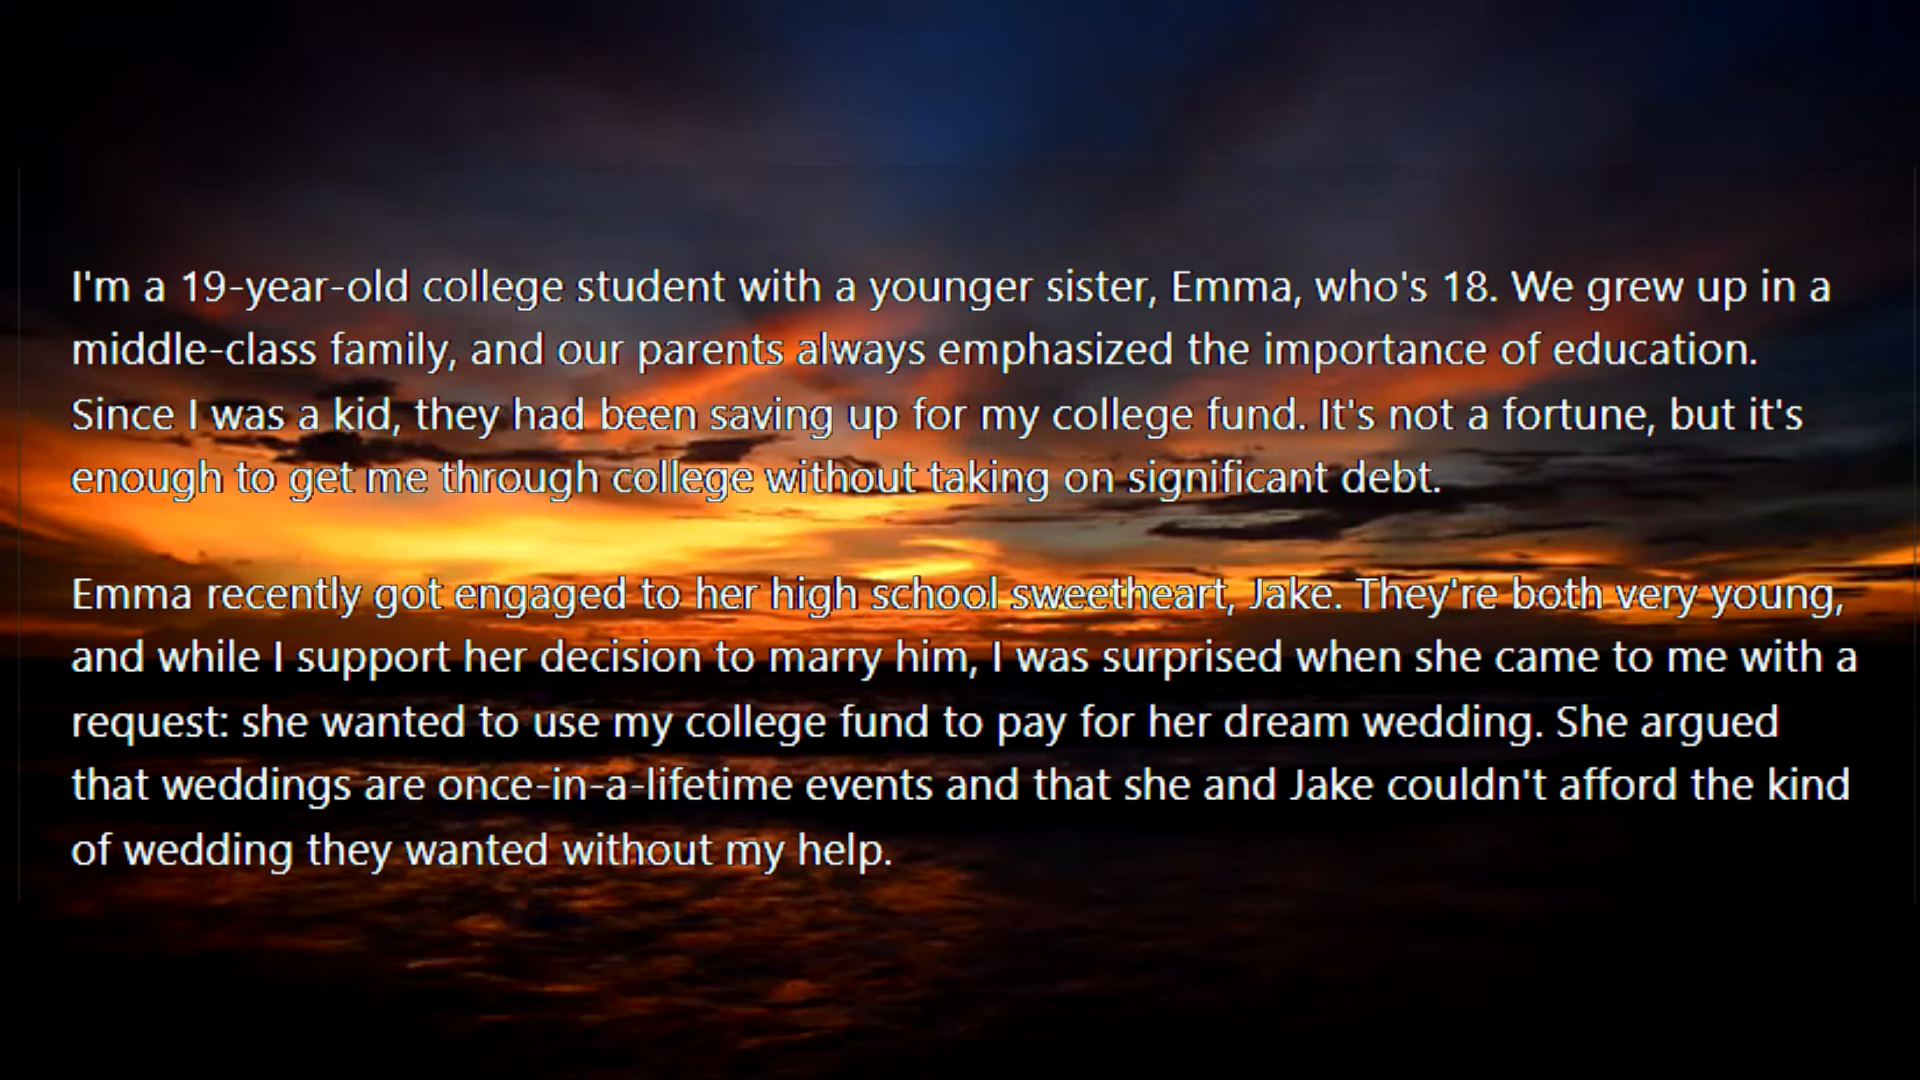 I'm a 19-year-old college student with a younger sister, Emma, who's 18. We grew up in a
middle-class family, and our parents always emphasized the importance of education.
Since I was a kid, they had been saving up for my college fund. It's not a fortune, but it's
enough to get me through college without taking on significant debt.
Emma recently got engaged to her high school sweetheart, Jake. They're both very young,
and while I support her decision to marry him, I was surprised when she came to me with a
request: she wanted to use my college fund to pay for her dream wedding. She argued
that weddings are once-in-a-lifetime events and that she and Jake couldn't afford the kind
of wedding they wanted without my help.